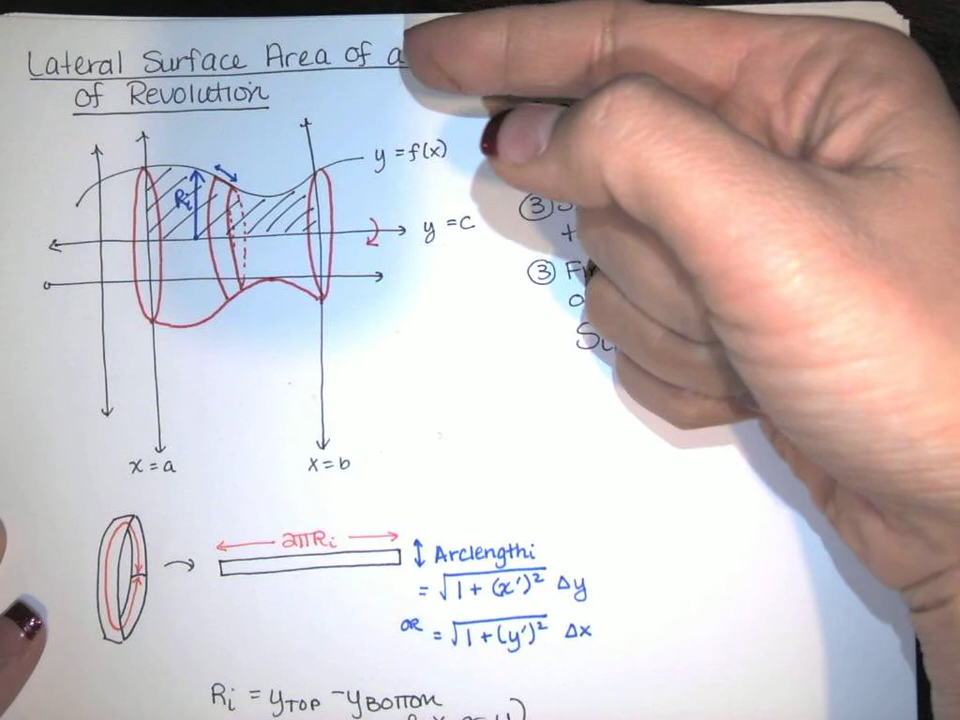 Lateral Surface Area of a
of Revolution
y = f(x)
Ri
y = c
x = a
x = b
③
+
③ F
o
2πRi
Arclengthi
= √1 + (x')² Δy
OR = √1 + (y')² Δx
Ri = yTOP - yBOTTOM